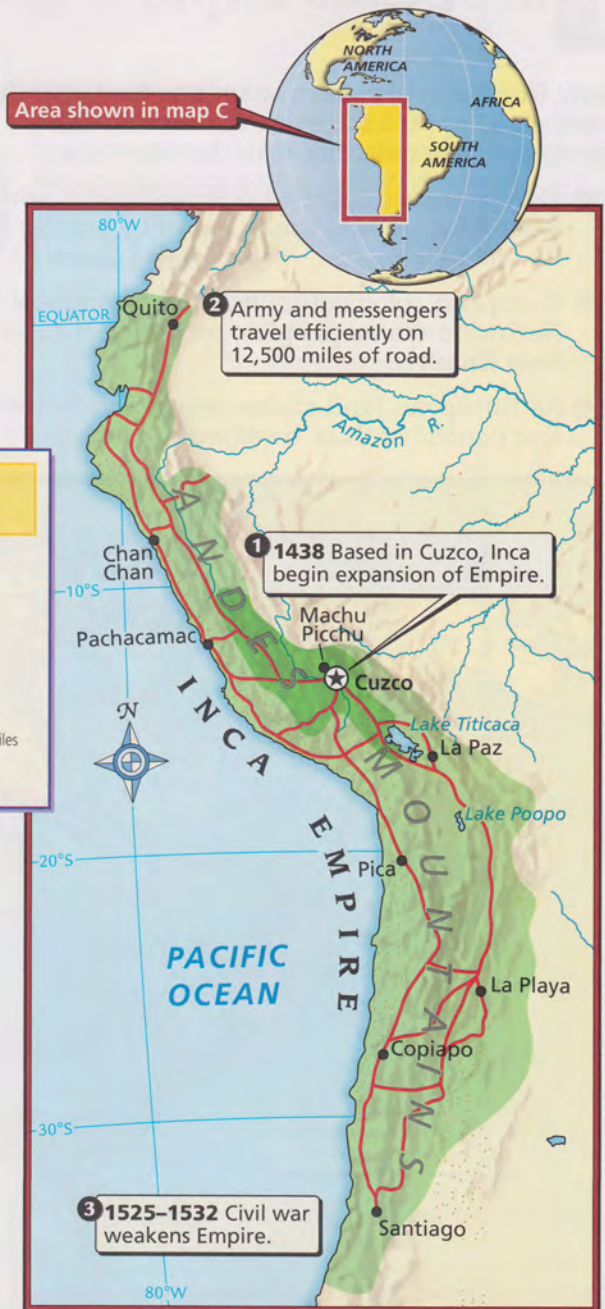 NORTH
AMERICA
AFRICA
SOUTH
AMERICA
Area shown in map C
80°W
EQUATOR
Quito
2 Army and messengers
travel efficiently on
12,500 miles of road.
Amazon R.
ANDES
1 1438 Based in Cuzco, Inca
begin expansion of Empire.
Chan
Chan
10°S
Machu
Picchu
Pachacamac
Cuzco
INCA EMPIRE
N
Lake Titicaca
La Paz
MOUNTAINS
Lake Poopo
20°S
Pica
PACIFIC
OCEAN
La Playa
Copiapo
30°S
3 1525–1532 Civil war
weakens Empire.
Santiago
80°W